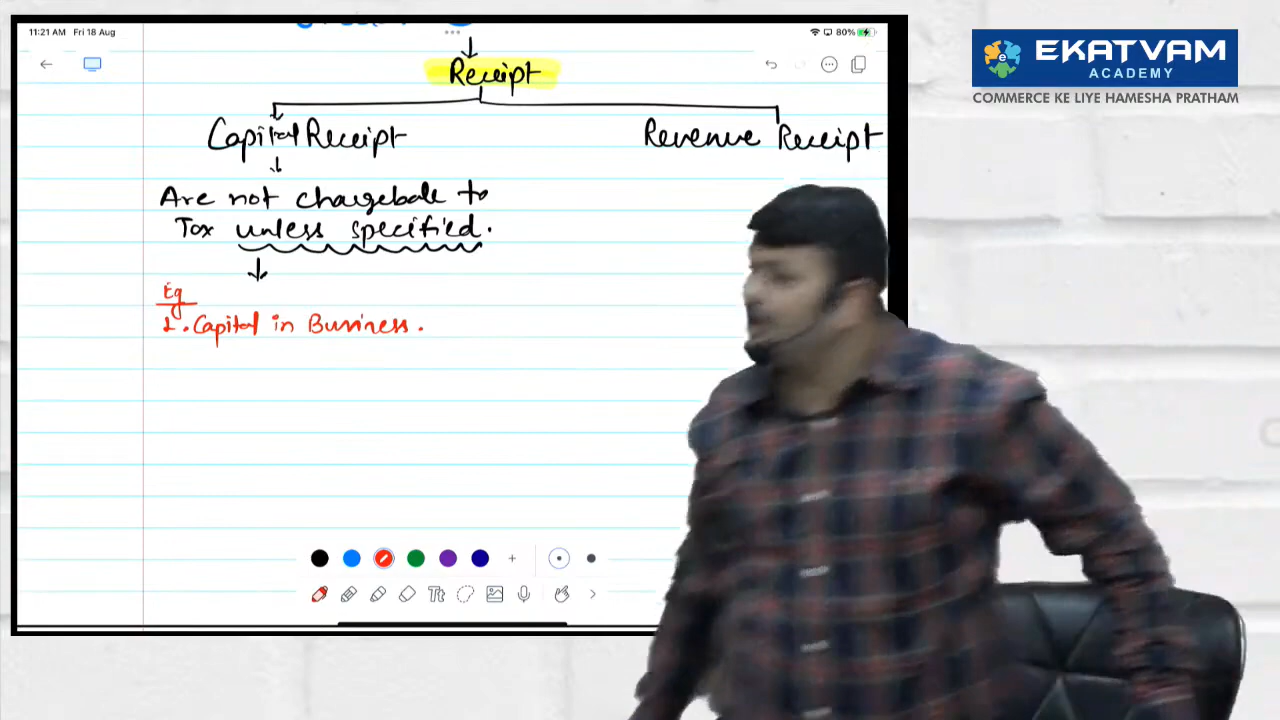 11:21 AM Fri 18 Aug
80%
Receipt
Capital Receipt
Revenue Receipt
Are not chargebale to
Tax unless specified.
Eg
1. Capital in Business.
Tt
EKATVAM
ACADEMY
COMMERCE KE LIYE HAMESHA PRATHAM